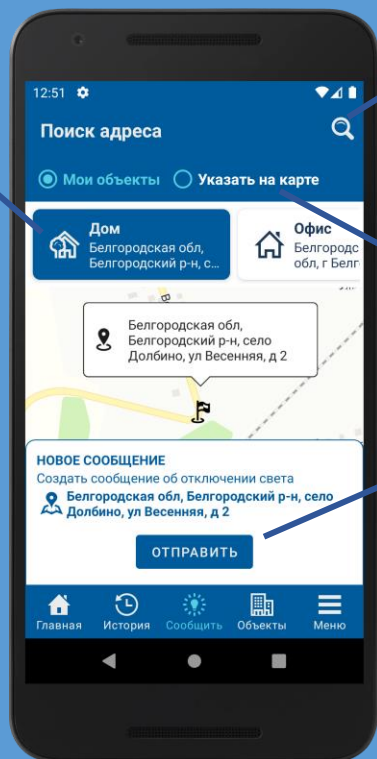 12:51
Поиск адреса
Мои объекты Указать на карте
Дом
Белгородская обл,
Белгородский р-н, с...
Офис
Белгородс
обл, г Белг
Белгородская обл,
Белгородский р-н, село
Долбино, ул Весенняя, д 2
НОВОЕ СООБЩЕНИЕ
Создать сообщение об отключении света
Белгородская обл, Белгородский р-н, село
Долбино, ул Весенняя, д 2
ОТПРАВИТЬ
Главная История Сообщить Объекты Меню